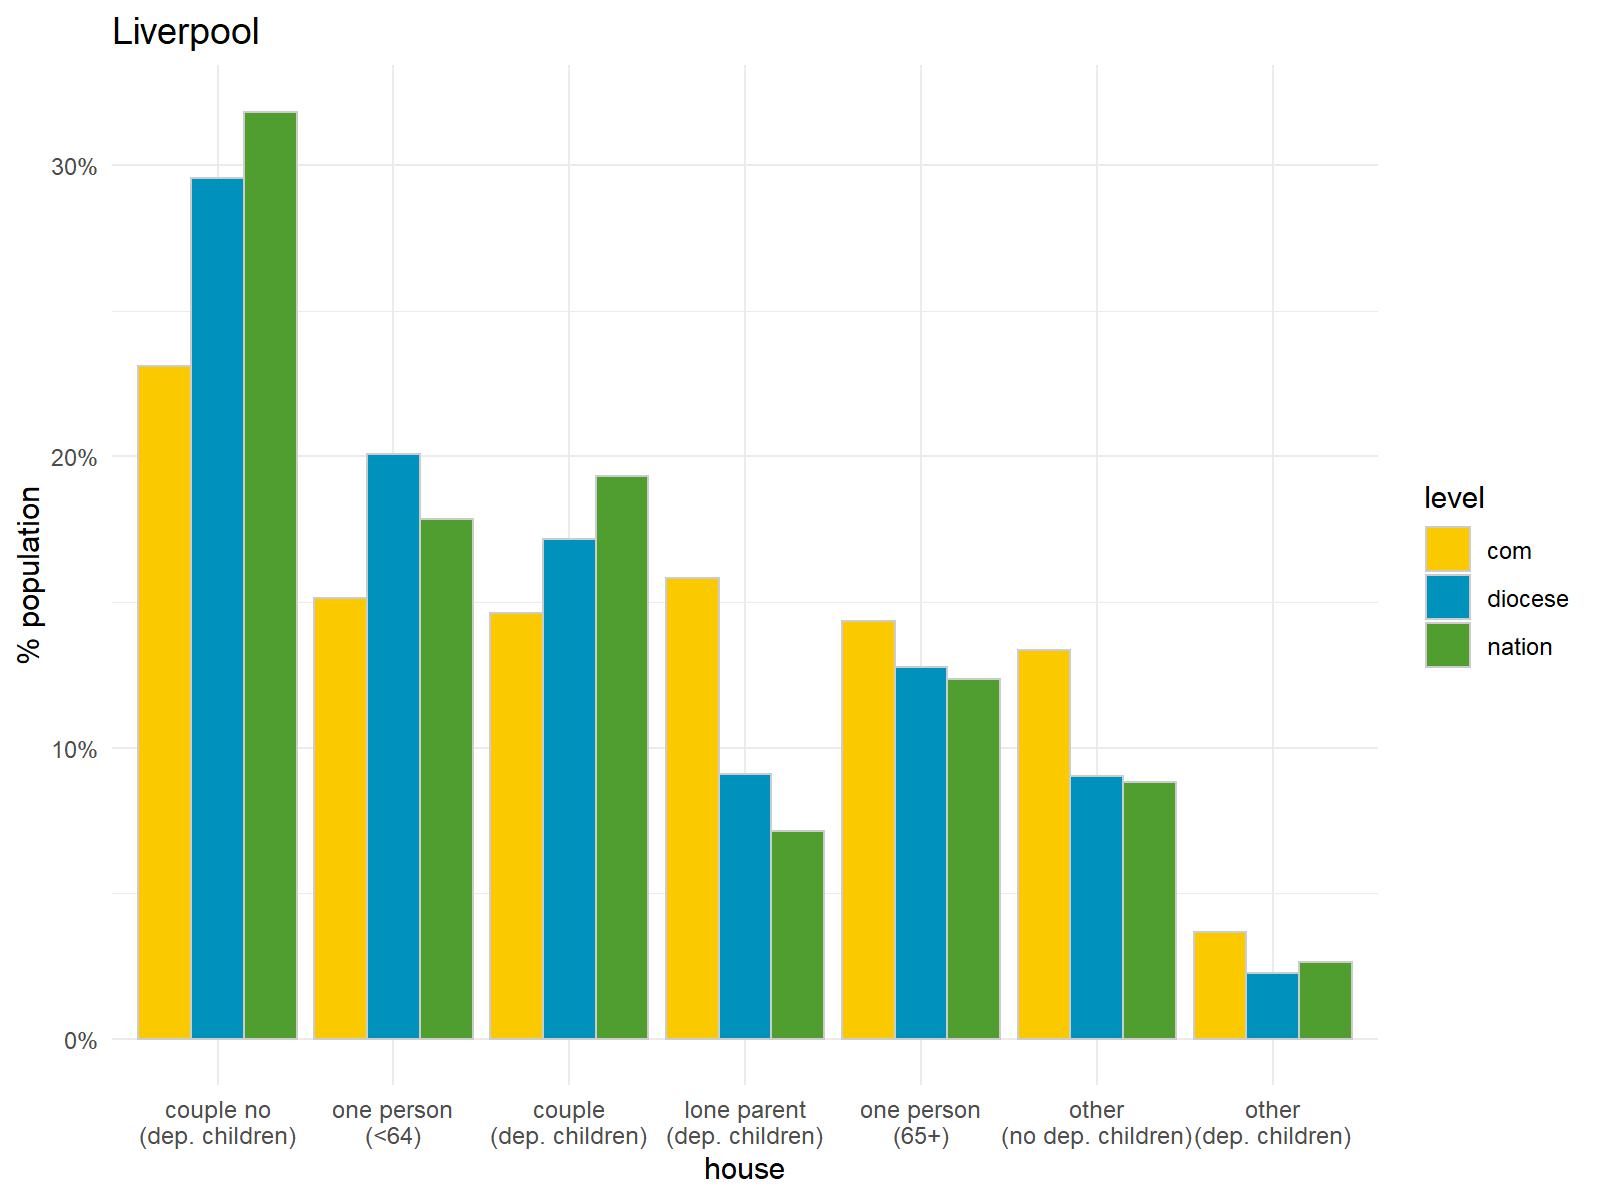 Liverpool
30%
20%
10%
0%
% population
couple no
(dep. children)
one person
(<64)
couple
(dep. children)
lone parent
(dep. children)
one person
(65+)
other
(no dep. children)
other
(dep. children)
house
level
com
diocese
nation